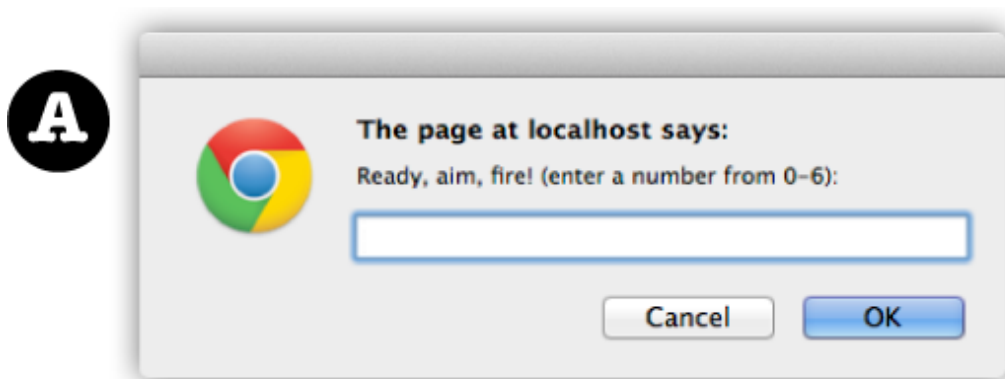 A
The page at localhost says:
Ready, aim, fire! (enter a number from 0-6):
Cancel OK